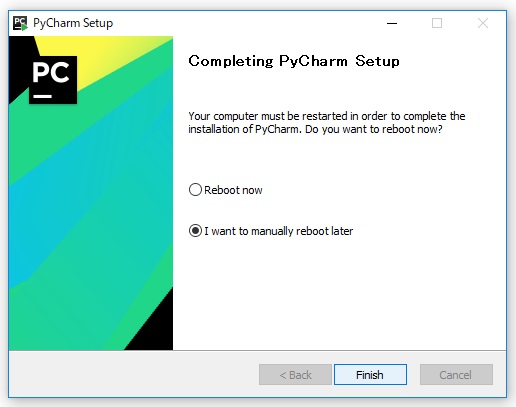 PyCharm Setup
PC
Completing PyCharm Setup
Your computer must be restarted in order to complete the
installation of PyCharm. Do you want to reboot now?
Reboot now
I want to manually reboot later
< Back
Finish
Cancel